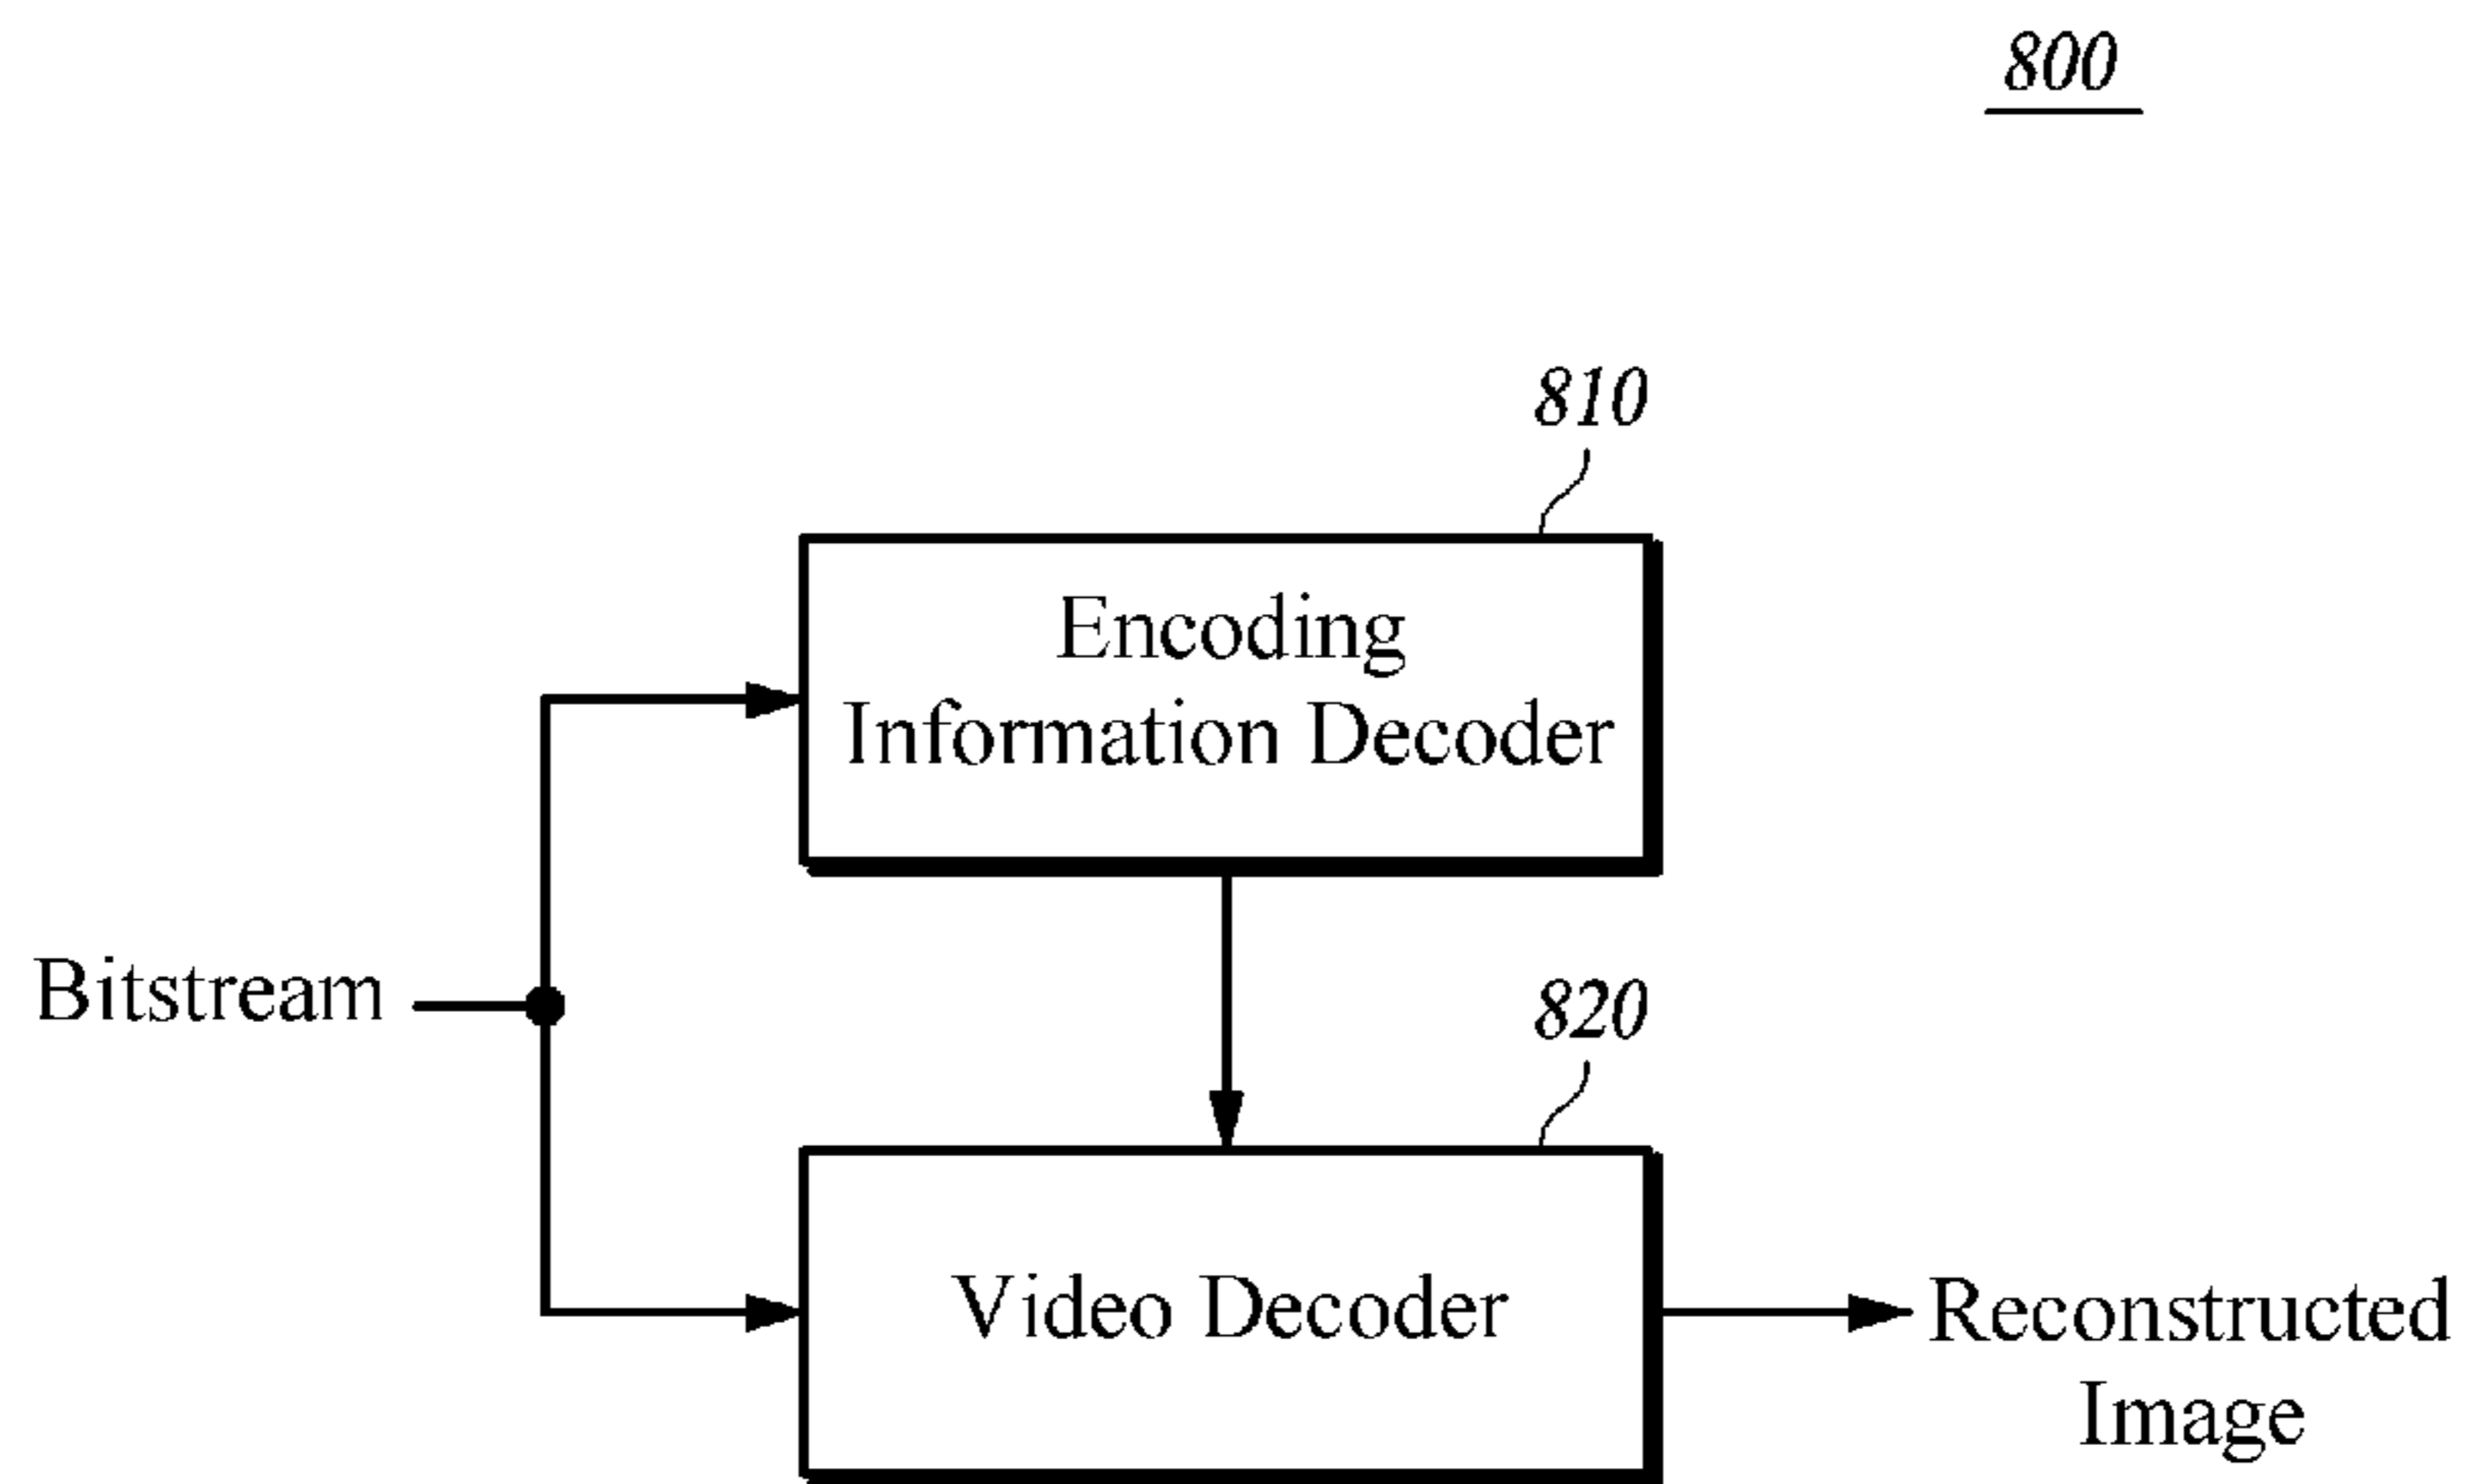 800
810
Encoding
Information Decoder
Bitstream
820
Video Decoder
Reconstructed
Image